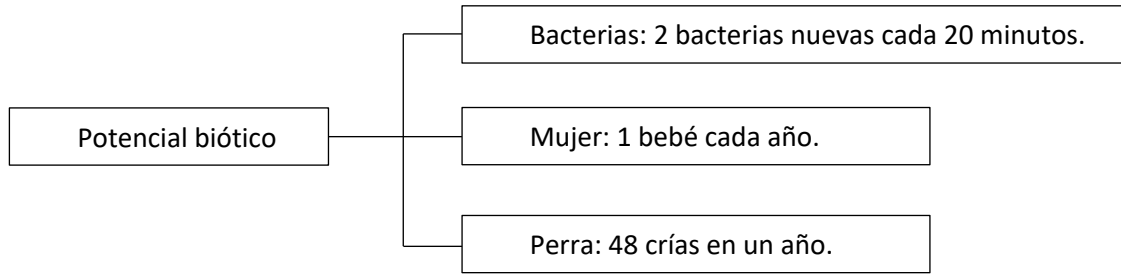 Bacterias: 2 bacterias nuevas cada 20 minutos.
Potencial biótico
Mujer: 1 bebé cada año.
Perra: 48 crías en un año.